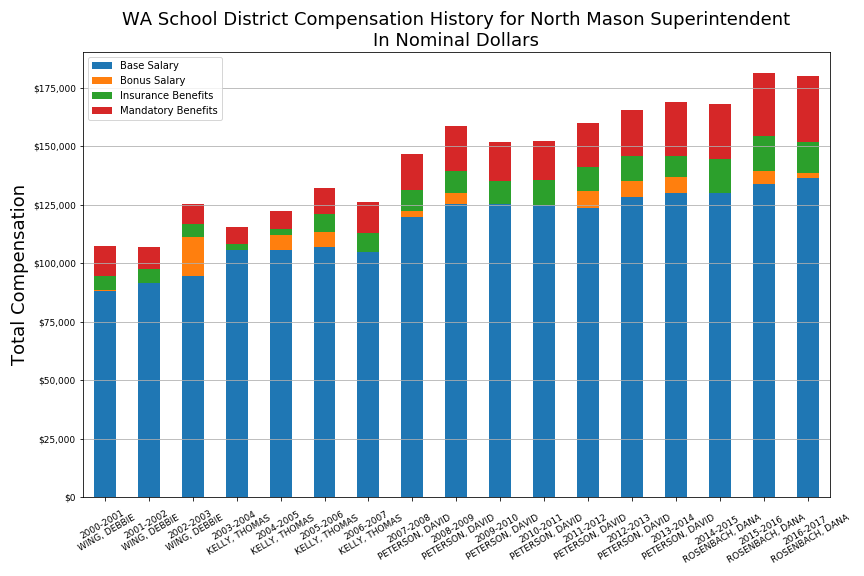 WA School District Compensation History for North Mason Superintendent
In Nominal Dollars
Base Salary
Bonus Salary
Insurance Benefits
Mandatory Benefits
Total Compensation
$175,000
$150,000
$125,000
$100,000
$75,000
$50,000
$25,000
$0
2000-2001
WING, DEBBIE
2001-2002
WING, DEBBIE
2002-2003
WING, DEBBIE
2003-2004
KELLY, THOMAS
2004-2005
KELLY, THOMAS
2005-2006
KELLY, THOMAS
2006-2007
KELLY, THOMAS
2007-2008
PETERSON, DAVID
2008-2009
PETERSON, DAVID
2009-2010
PETERSON, DAVID
2010-2011
PETERSON, DAVID
2011-2012
PETERSON, DAVID
2012-2013
PETERSON, DAVID
2013-2014
PETERSON, DAVID
2014-2015
ROSENBACH, DANA
2015-2016
ROSENBACH, DANA
2016-2017
ROSENBACH, DANA